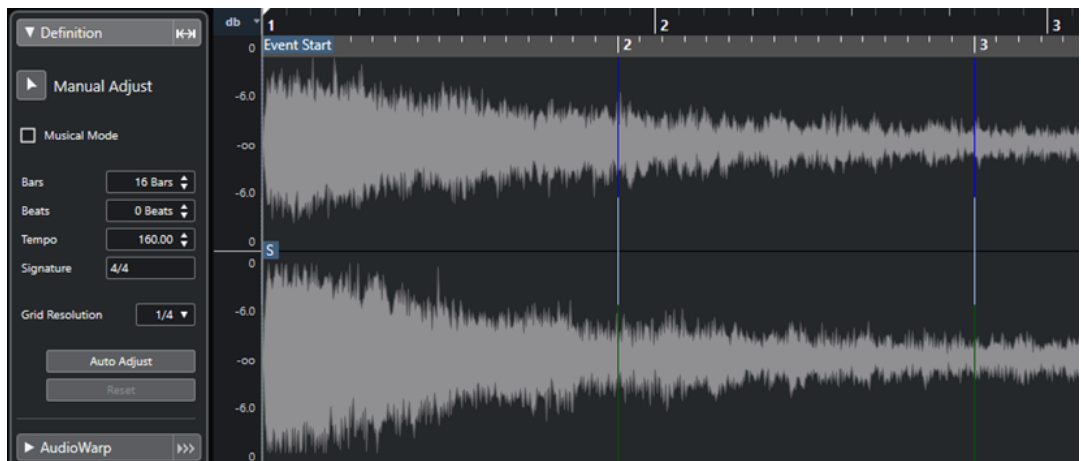 ▼ Definition
Manual Adjust
Musical Mode
Bars 16 Bars
Beats 0 Beats
Tempo 160.00
Signature 4/4
Grid Resolution 1/4 ▼
Auto Adjust
Reset
▶ AudioWarp
db 1 2 3
Event Start 2 3
0
-6.0
-oo
-6.0
0
S
0
-6.0
-oo
-6.0
0